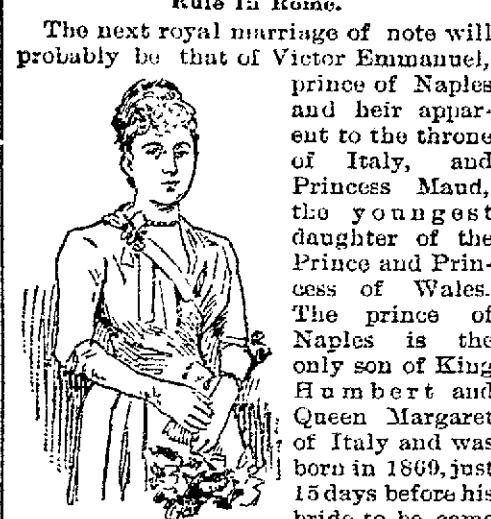 Rule in Rome.
The next royal marriage of note will
probably be that of Victor Emmanuel,
prince of Naples
and heir appar-
ent to the throne
of Italy, and
Princess Maud,
the youngest
daughter of the
Prince and Prin-
cess of Wales.
The prince of
Naples is the
only son of King
Humbert and
Queen Margaret
of Italy and was
born in 1869, just
15 days before his
bride to be came